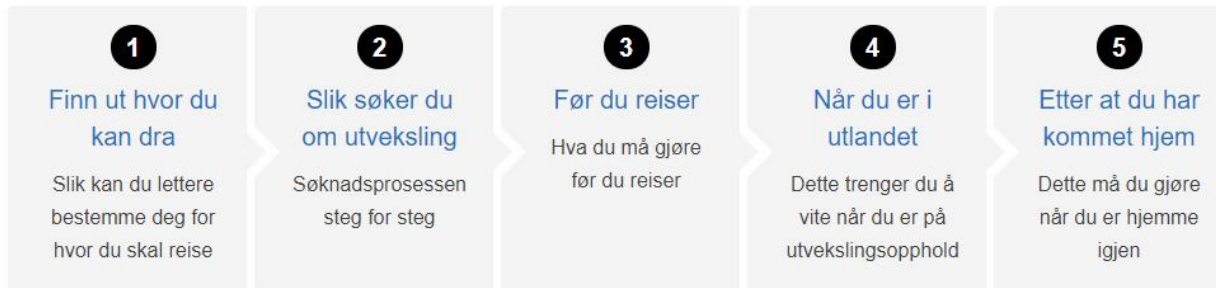 1
Finn ut hvor du
kan dra
Slik kan du lettere
bestemme deg for
hvor du skal reise
2
Slik søker du
om utveksling
Søknadsprosessen
steg for steg
3
Før du reiser
Hva du må gjøre
før du reiser
4
Når du er i
utlandet
Dette trenger du å
vite når du er på
utvekslingsopphold
5
Etter at du har
kommet hjem
Dette må du gjøre
når du er hjemme
igjen